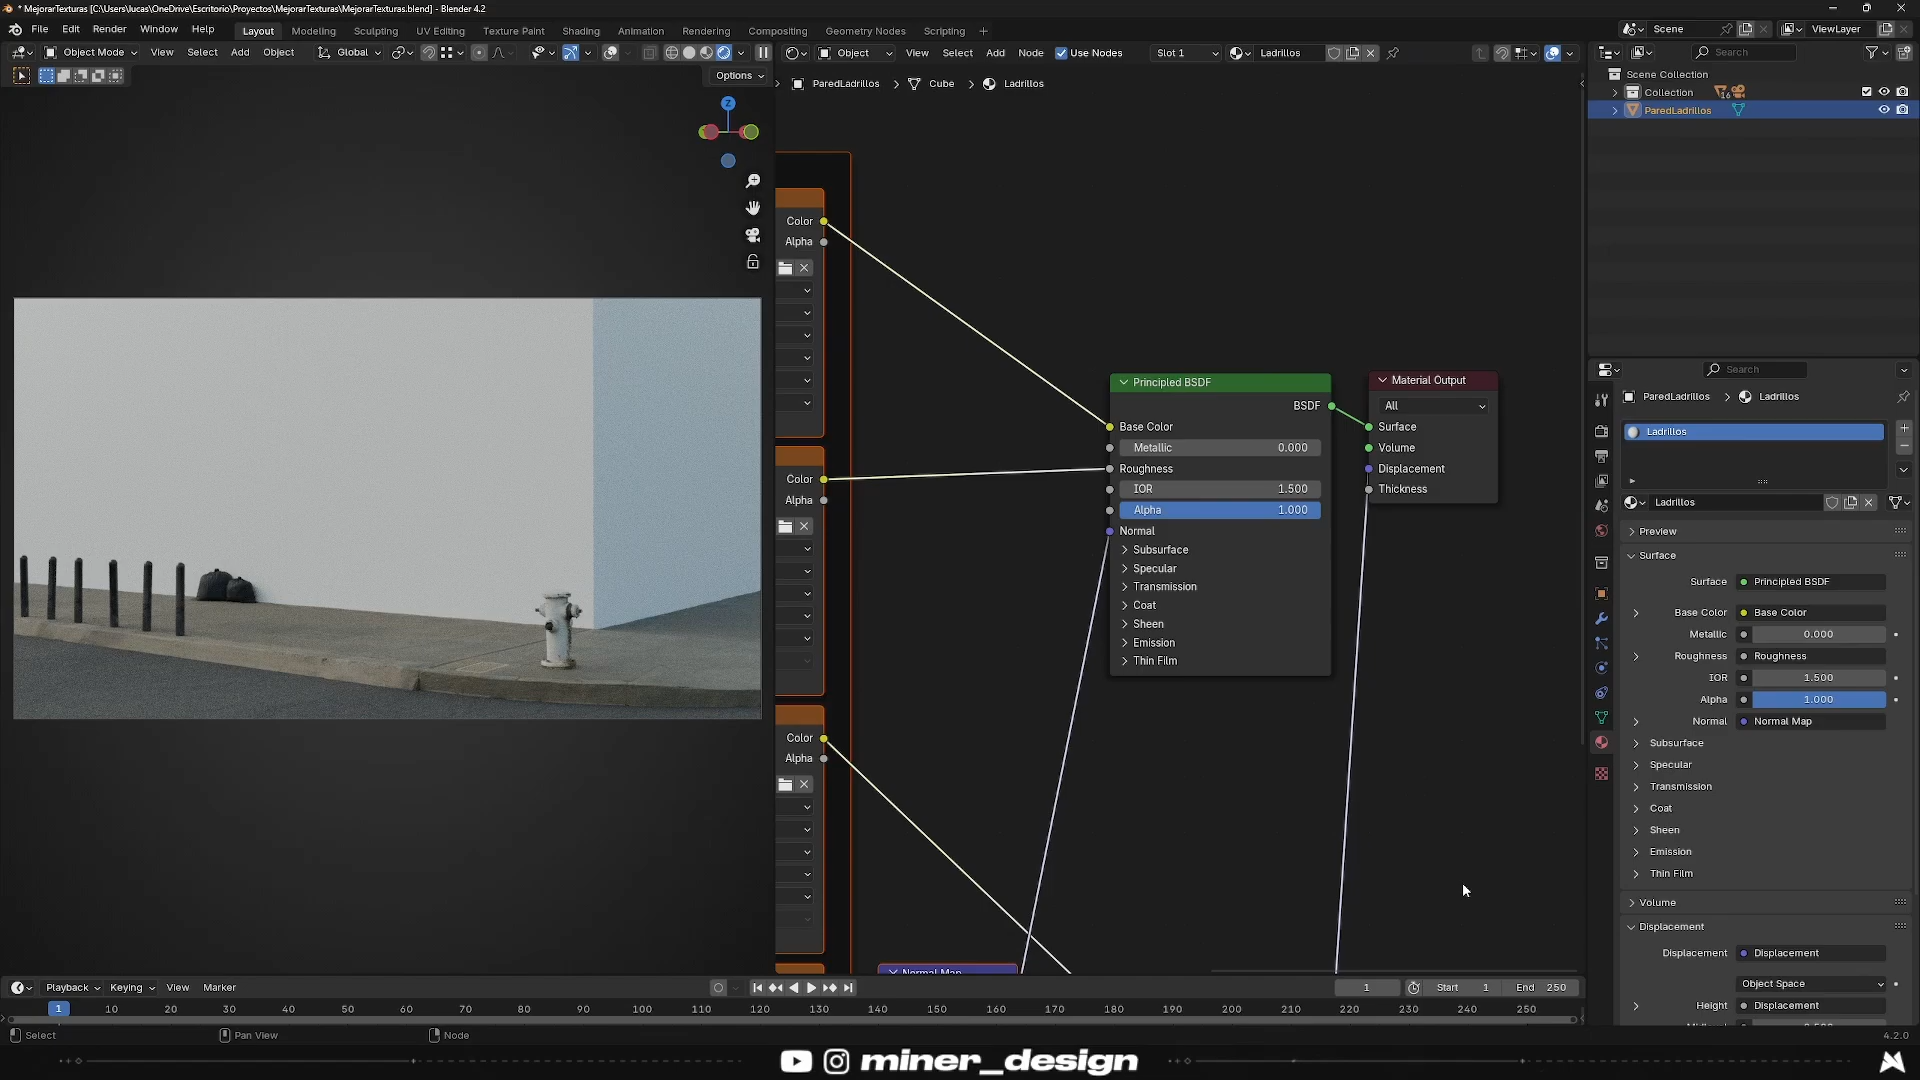 * MejorarTexturas [C:\Users\lucas\OneDrive\Escritorio\Proyectos\MejorarTexturas\MejorarTexturas.blend] - Blender 4.2
File Edit Render Window Help Layout Modeling Sculpting UV Editing Texture Paint Shading Animation Rendering Compositing Geometry Nodes Scripting + Scene ViewLayer
Object Mode View Select Add Object Global Object View Select Add Node Use Nodes Slot 1 Ladrillos Search
Options
PairedLadrillos > Cube > Ladrillos
Scene Collection
Collection 16
ParedLadrillos
Z
Color
Alpha
Color
Alpha
Color
Alpha
Principled BSDF
BSDF
Base Color
Metallic 0.000
Roughness
IOR 1.500
Alpha 1.000
Normal
Subsurface
Specular
Transmission
Coat
Sheen
Emission
Thin Film
Material Output
All
Surface
Volume
Displacement
Thickness
Normal Map
Search
ParedLadrillos > Ladrillos
Ladrillos
Ladrillos
Preview
Surface
Surface Principled BSDF
Base Color Base Color
Metallic 0.000
Roughness Roughness
IOR 1.500
Alpha 1.000
Normal Normal Map
Subsurface
Specular
Transmission
Coat
Sheen
Emission
Thin Film
Volume
Displacement
Displacement Displacement
Object Space
Height Displacement
Playback Keying View Marker 1 Start 1 End 250
1 10 20 30 40 50 60 70 80 90 100 110 120 130 140 150 160 170 180 190 200 210 220 230 240 250
Select Pan View Node 4.2.0
miner_design